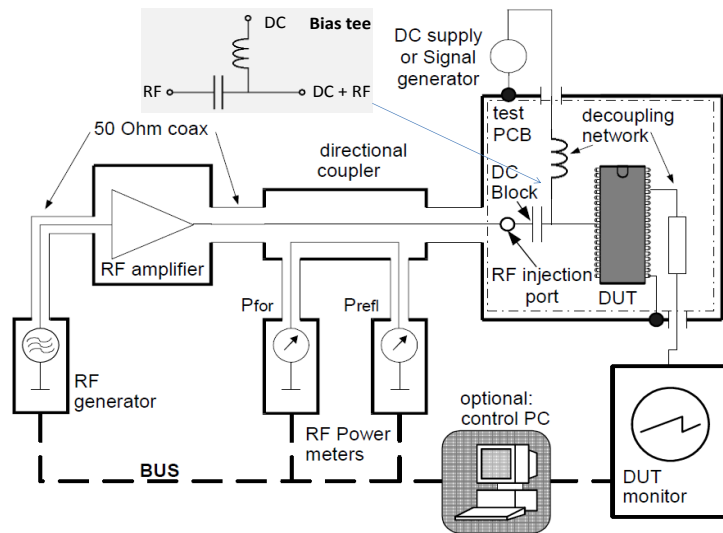 DC
Bias tee
RF
DC + RF
DC supply
or Signal
generator
50 Ohm coax
directional
coupler
test
PCB
decoupling
network
DC
Block
RF amplifier
RF injection
port
DUT
Pfor
Prefl
RF
generator
RF Power
meters
optional:
control PC
BUS
DUT
monitor